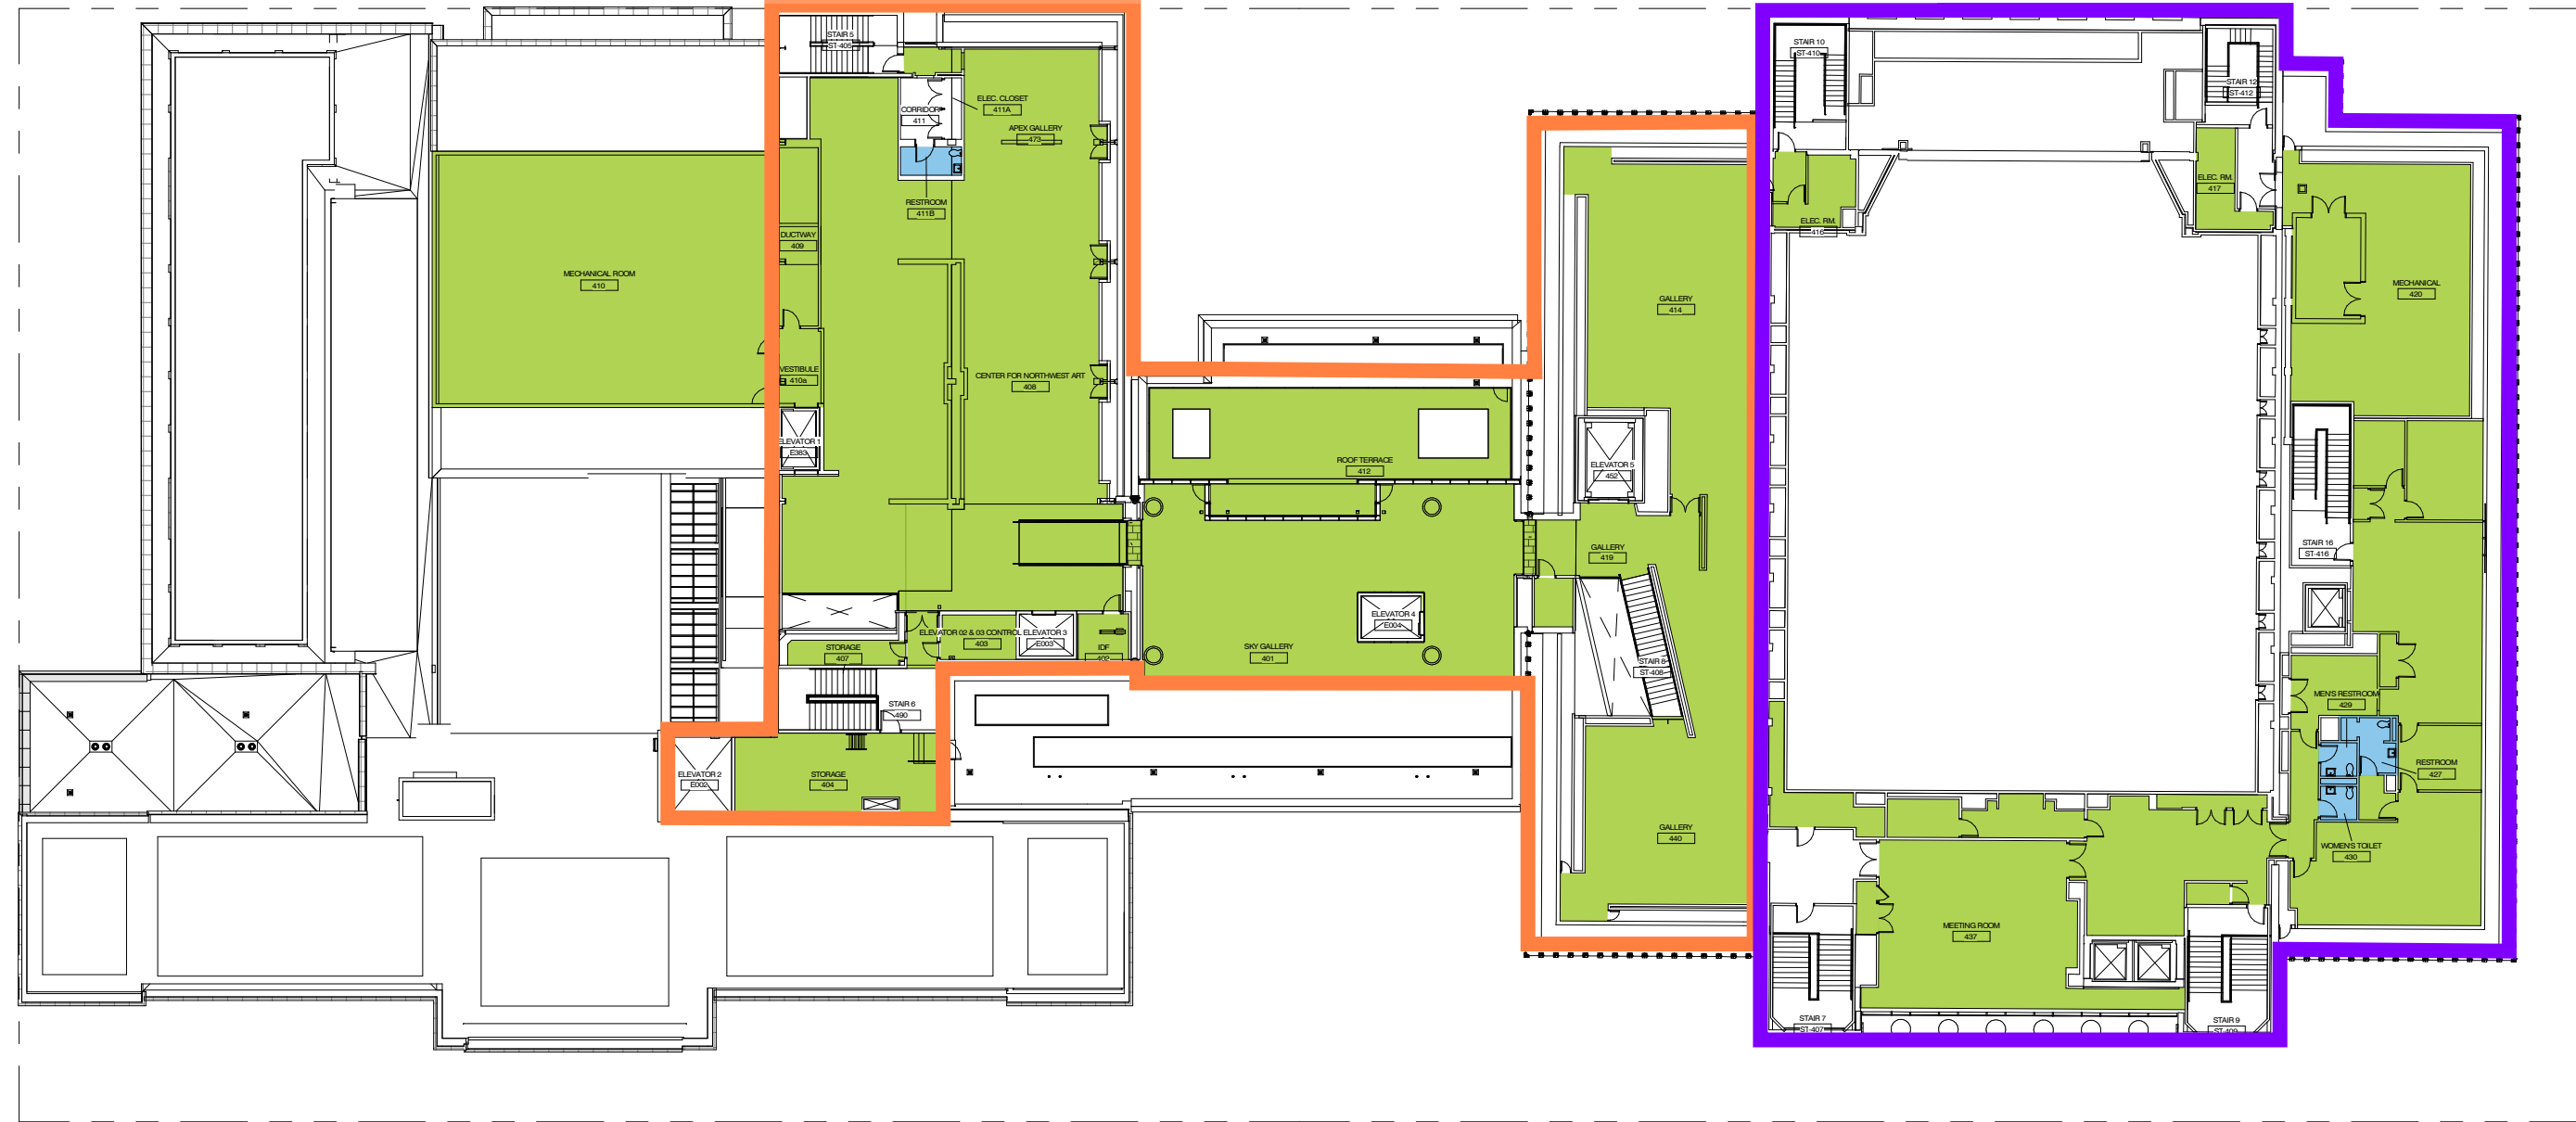 STAIR 5
ST-405
CORRIDOR
411
ELEC. CLOSET
411A
APEX GALLERY
473
RESTROOM
411B
DUCTWAY
409
MECHANICAL ROOM
410
VESTIBULE
410a
CENTER FOR NORTHWEST ART
408
ELEVATOR 1
E383
ROOF TERRACE
412
GALLERY
414
ELEVATOR 5
452
GALLERY
419
ELEVATOR 4
E004
SKY GALLERY
401
ELEVATOR 02 & 03 CONTROL
403
ELEVATOR 3
E003
IDF
402
STORAGE
407
STAIR 6
490
ELEVATOR 2
E002
STORAGE
404
STAIR 8
ST-408
GALLERY
440
STAIR 10
ST-410
STAIR 12
ST-412
ELEC. RM.
417
ELEC. RM.
416
MECHANICAL
420
STAIR 16
ST-416
MEN'S RESTROOM
429
RESTROOM
427
WOMEN'S TOILET
430
MEETING ROOM
437
STAIR 7
ST-407
STAIR 9
ST-409